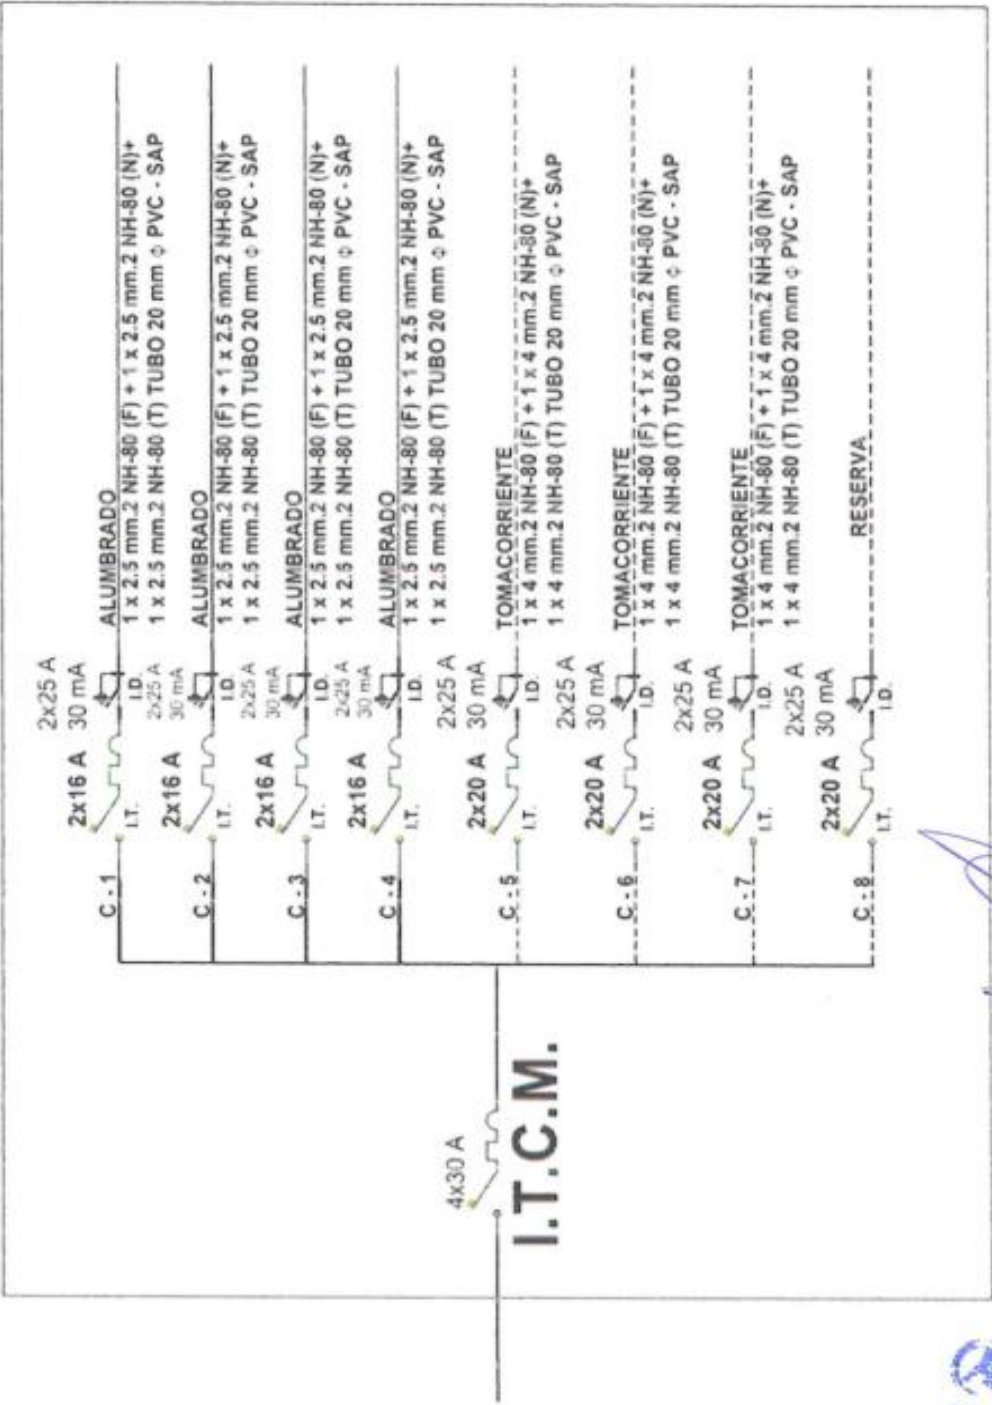 4x30 A
I.T.C.M.
C - 1
2x16 A
I.T.
2x25 A
30 mA
I.D.
ALUMBRADO
1 x 2.5 mm.2 NH-80 (F) + 1 x 2.5 mm.2 NH-80 (N)+
1 x 2.5 mm.2 NH-80 (T) TUBO 20 mm ϕ PVC - SAP
C - 2
2x16 A
I.T.
2x25 A
30 mA
I.D.
ALUMBRADO
1 x 2.5 mm.2 NH-80 (F) + 1 x 2.5 mm.2 NH-80 (N)+
1 x 2.5 mm.2 NH-80 (T) TUBO 20 mm ϕ PVC - SAP
C - 3
2x16 A
I.T.
2x25 A
30 mA
I.D.
ALUMBRADO
1 x 2.5 mm.2 NH-80 (F) + 1 x 2.5 mm.2 NH-80 (N)+
1 x 2.5 mm.2 NH-80 (T) TUBO 20 mm ϕ PVC - SAP
C - 4
2x16 A
I.T.
2x25 A
30 mA
I.D.
ALUMBRADO
1 x 2.5 mm.2 NH-80 (F) + 1 x 2.5 mm.2 NH-80 (N)+
1 x 2.5 mm.2 NH-80 (T) TUBO 20 mm ϕ PVC - SAP
C - 5
2x20 A
I.T.
2x25 A
30 mA
I.D.
TOMACORRIENTE
1 x 4 mm.2 NH-80 (F) + 1 x 4 mm.2 NH-80 (N)+
1 x 4 mm.2 NH-80 (T) TUBO 20 mm ϕ PVC - SAP
C - 6
2x20 A
I.T.
2x25 A
30 mA
I.D.
TOMACORRIENTE
1 x 4 mm.2 NH-80 (F) + 1 x 4 mm.2 NH-80 (N)+
1 x 4 mm.2 NH-80 (T) TUBO 20 mm ϕ PVC - SAP
C - 7
2x20 A
I.T.
2x25 A
30 mA
I.D.
TOMACORRIENTE
1 x 4 mm.2 NH-80 (F) + 1 x 4 mm.2 NH-80 (N)+
1 x 4 mm.2 NH-80 (T) TUBO 20 mm ϕ PVC - SAP
C - 8
2x20 A
I.T.
2x25 A
30 mA
I.D.
RESERVA